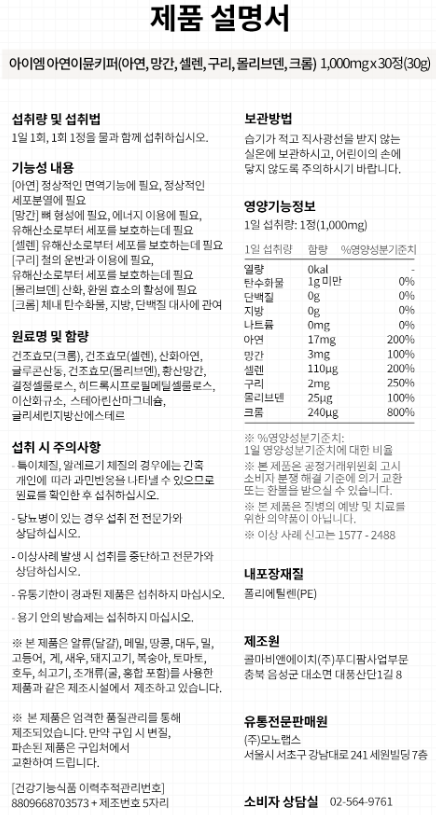 제품 설명서
아이엠 아연이뮨키퍼(아연, 망간, 셀렌, 구리, 몰리브덴, 크롬) 1,000mg x 30정(30g)
섭취량 및 섭취법
1일 1회, 1회 1정을 물과 함께 섭취하십시오.
기능성 내용
[아연] 정상적인 면역기능에 필요, 정상적인
세포분열에 필요
[망간] 뼈 형성에 필요, 에너지 이용에 필요,
유해산소로부터 세포를 보호하는데 필요
[셀렌] 유해산소로부터 세포를 보호하는데 필요
[구리] 철의 운반과 이용에 필요,
유해산소로부터 세포를 보호하는데 필요
[몰리브덴] 산화, 환원 효소의 활성에 필요
[크롬] 체내 탄수화물, 지방, 단백질 대사에 관여
원료명 및 함량
건조효모(크롬), 건조효모(셀렌), 산화아연,
글루콘산동, 건조효모(몰리브덴), 황산망간,
결정셀룰로스, 히드록시프로필메틸셀룰로스,
이산화규소, 스테아린산마그네슘,
글리세린지방산에스테르
섭취 시 주의사항
- 특이체질, 알레르기 체질의 경우에는 간혹
개인에 따라 과민반응을 나타낼 수 있으므로
원료를 확인한 후 섭취하십시오.
- 당뇨병이 있는 경우 섭취 전 전문가와
상담하십시오.
- 이상사례 발생 시 섭취를 중단하고 전문가와
상담하십시오.
- 유통기한이 경과된 제품은 섭취하지 마십시오.
- 용기 안의 방습제는 섭취하지 마십시오.
※ 본 제품은 알류(달걀), 메밀, 땅콩, 대두, 밀,
고등어, 게, 새우, 돼지고기, 복숭아, 토마토,
호두, 쇠고기, 조개류(굴, 홍합 포함)를 사용한
제품과 같은 제조시설에서 제조하고 있습니다.
※ 본 제품은 엄격한 품질관리를 통해
제조되었습니다. 만약 구입 시 변질,
파손된 제품은 구입처에서
교환하여 드립니다.
[건강기능식품 이력추적관리번호]
8809668703573 + 제조번호 5자리
보관방법
습기가 적고 직사광선을 받지 않는
실온에 보관하시고, 어린이의 손에
닿지 않도록 주의하시기 바랍니다.
영양기능정보
1일 섭취량: 1정(1,000mg)
1일 섭취량 함량 %영양성분기준치
열량 0kal -
탄수화물 1g 미만 0%
단백질 0g 0%
지방 0g 0%
나트륨 0mg 0%
아연 17mg 200%
망간 3mg 100%
셀렌 110µg 200%
구리 2mg 250%
몰리브덴 25µg 100%
크롬 240µg 800%
※ %영양성분기준치:
1일 영양성분기준치에 대한 비율
※ 본 제품은 공정거래위원회 고시
소비자 분쟁 해결 기준에 의거 교환
또는 환불을 받으실 수 있습니다.
※ 본 제품은 질병의 예방 및 치료를
위한 의약품이 아닙니다.
※ 이상 사례 신고는 1577 - 2488
내포장재질
폴리에틸렌(PE)
제조원
콜마비앤에이치(주)푸디팜사업부문
충북 음성군 대소면 대풍산단1길 8
유통전문판매원
(주)모노랩스
서울시 서초구 강남대로 241 세원빌딩 7층
소비자 상담실 02-564-9761